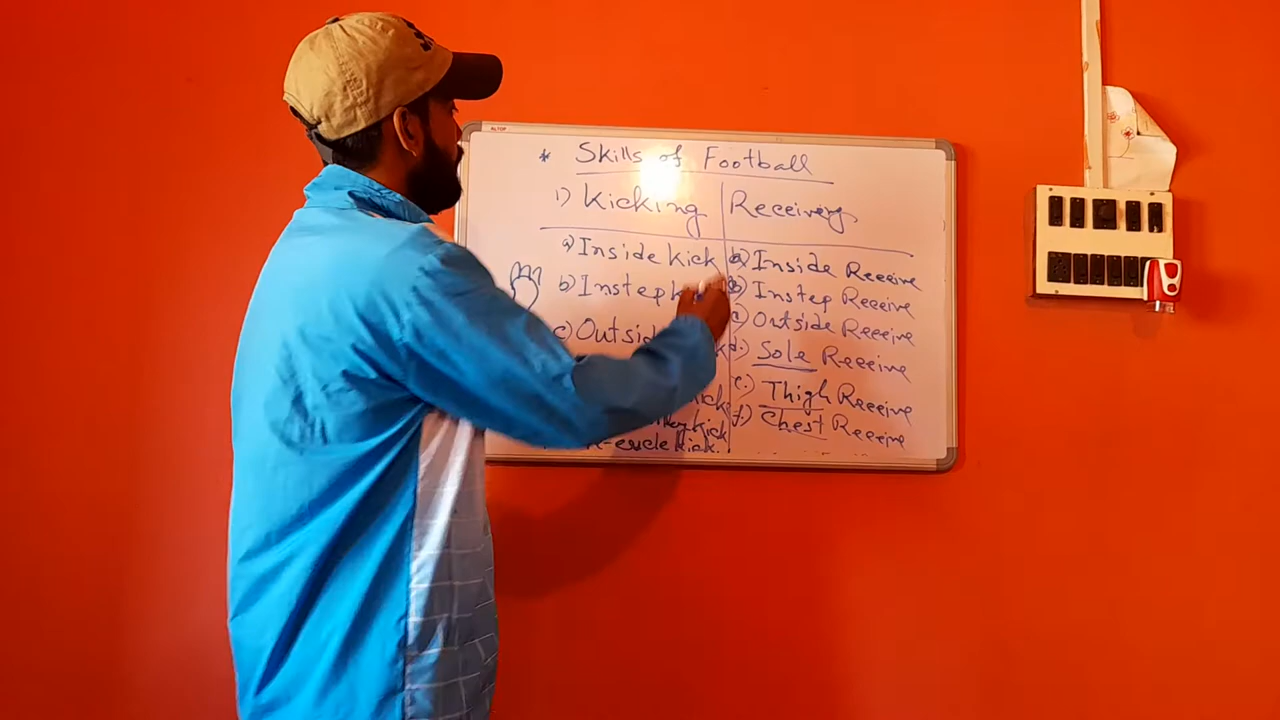 ALTOP
* Skills of Football
1) Kicking
a) Inside kick
b) Instep
c) Outside
kick
Receiving
a) Inside Receive
b) Instep Receive
c) Outside Receive
d.) Sole Receive
e.) Thigh Receive
f.) Chest Receive